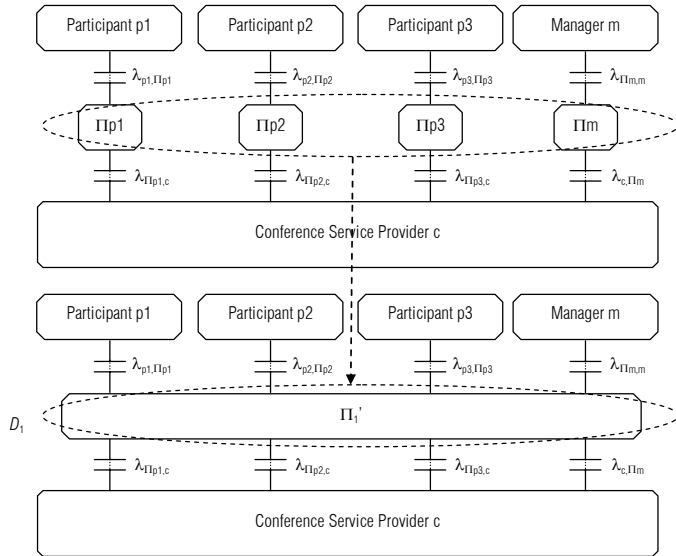 Participant p1 Participant p2 Participant p3 Manager m
λp1,Πp1 λp2,Πp2 λp3,Πp3 λΠm,m
Πp1 Πp2 Πp3 Πm
λΠp1,c λΠp2,c λΠp3,c λc,Πm
Conference Service Provider c
Participant p1 Participant p2 Participant p3 Manager m
λp1,Πp1 λp2,Πp2 λp3,Πp3 λΠm,m
D1 Π1'
λΠp1,c λΠp2,c λΠp3,c λc,Πm
Conference Service Provider c